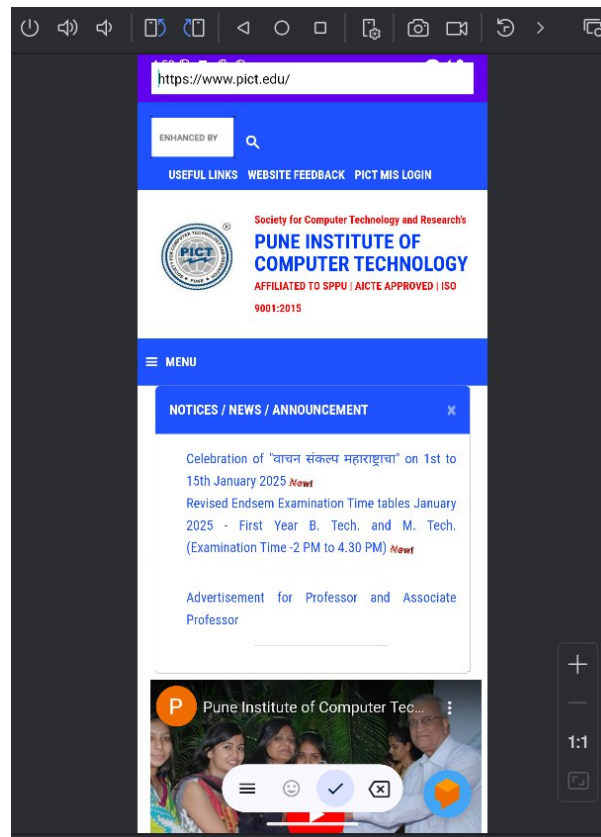 https://www.pict.edu/
ENHANCED BY
USEFUL LINKS WEBSITE FEEDBACK PICT MIS LOGIN
Society for Computer Technology and Research's
PUNE INSTITUTE OF
COMPUTER TECHNOLOGY
AFFILIATED TO SPPU | AICTE APPROVED | ISO
9001:2015
PICT
MENU
NOTICES / NEWS / ANNOUNCEMENT
Celebration of "वाचन संकल्प महाराष्ट्राचा" on 1st to
15th January 2025 New!
Revised Endsem Examination Time tables January
2025 - First Year B. Tech. and M. Tech.
(Examination Time -2 PM to 4.30 PM) New!
Advertisement for Professor and Associate
Professor
P Pune Institute of Computer Tec...
1:1